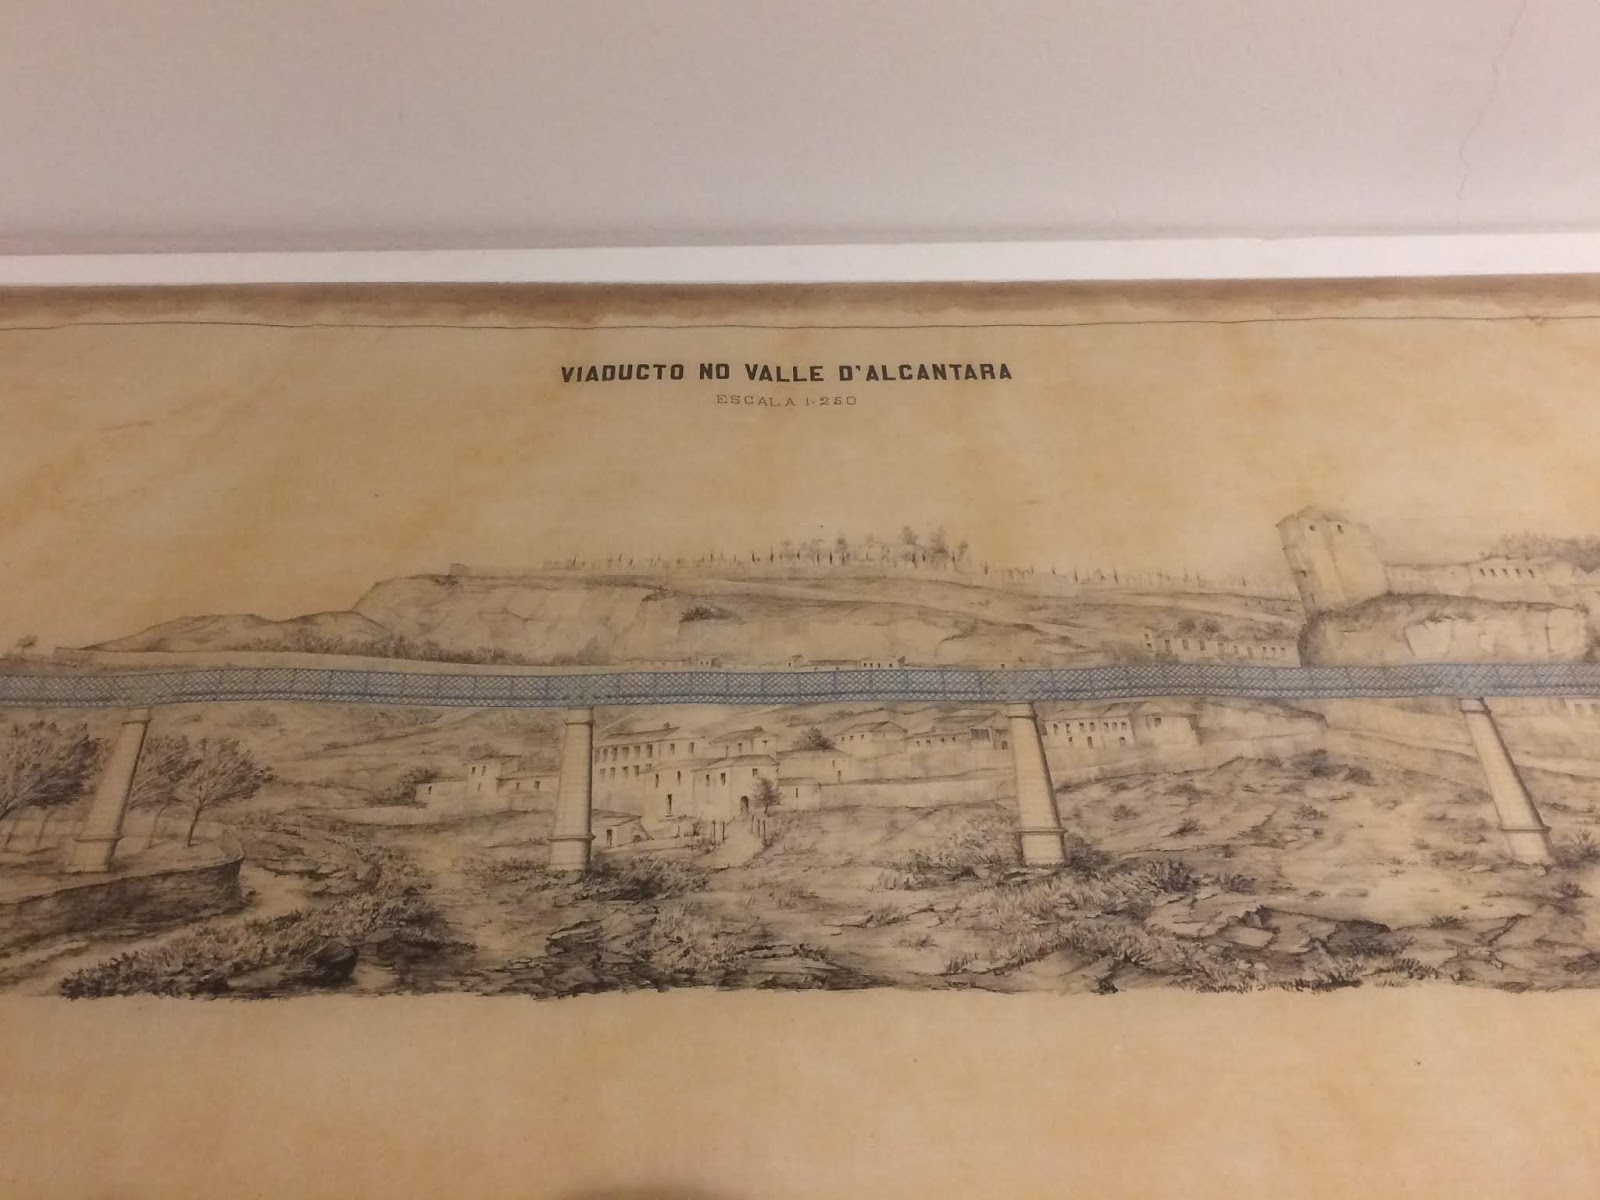 VIADUCTO NO VALLE D'ALCANTARA
ESCALA 1·250